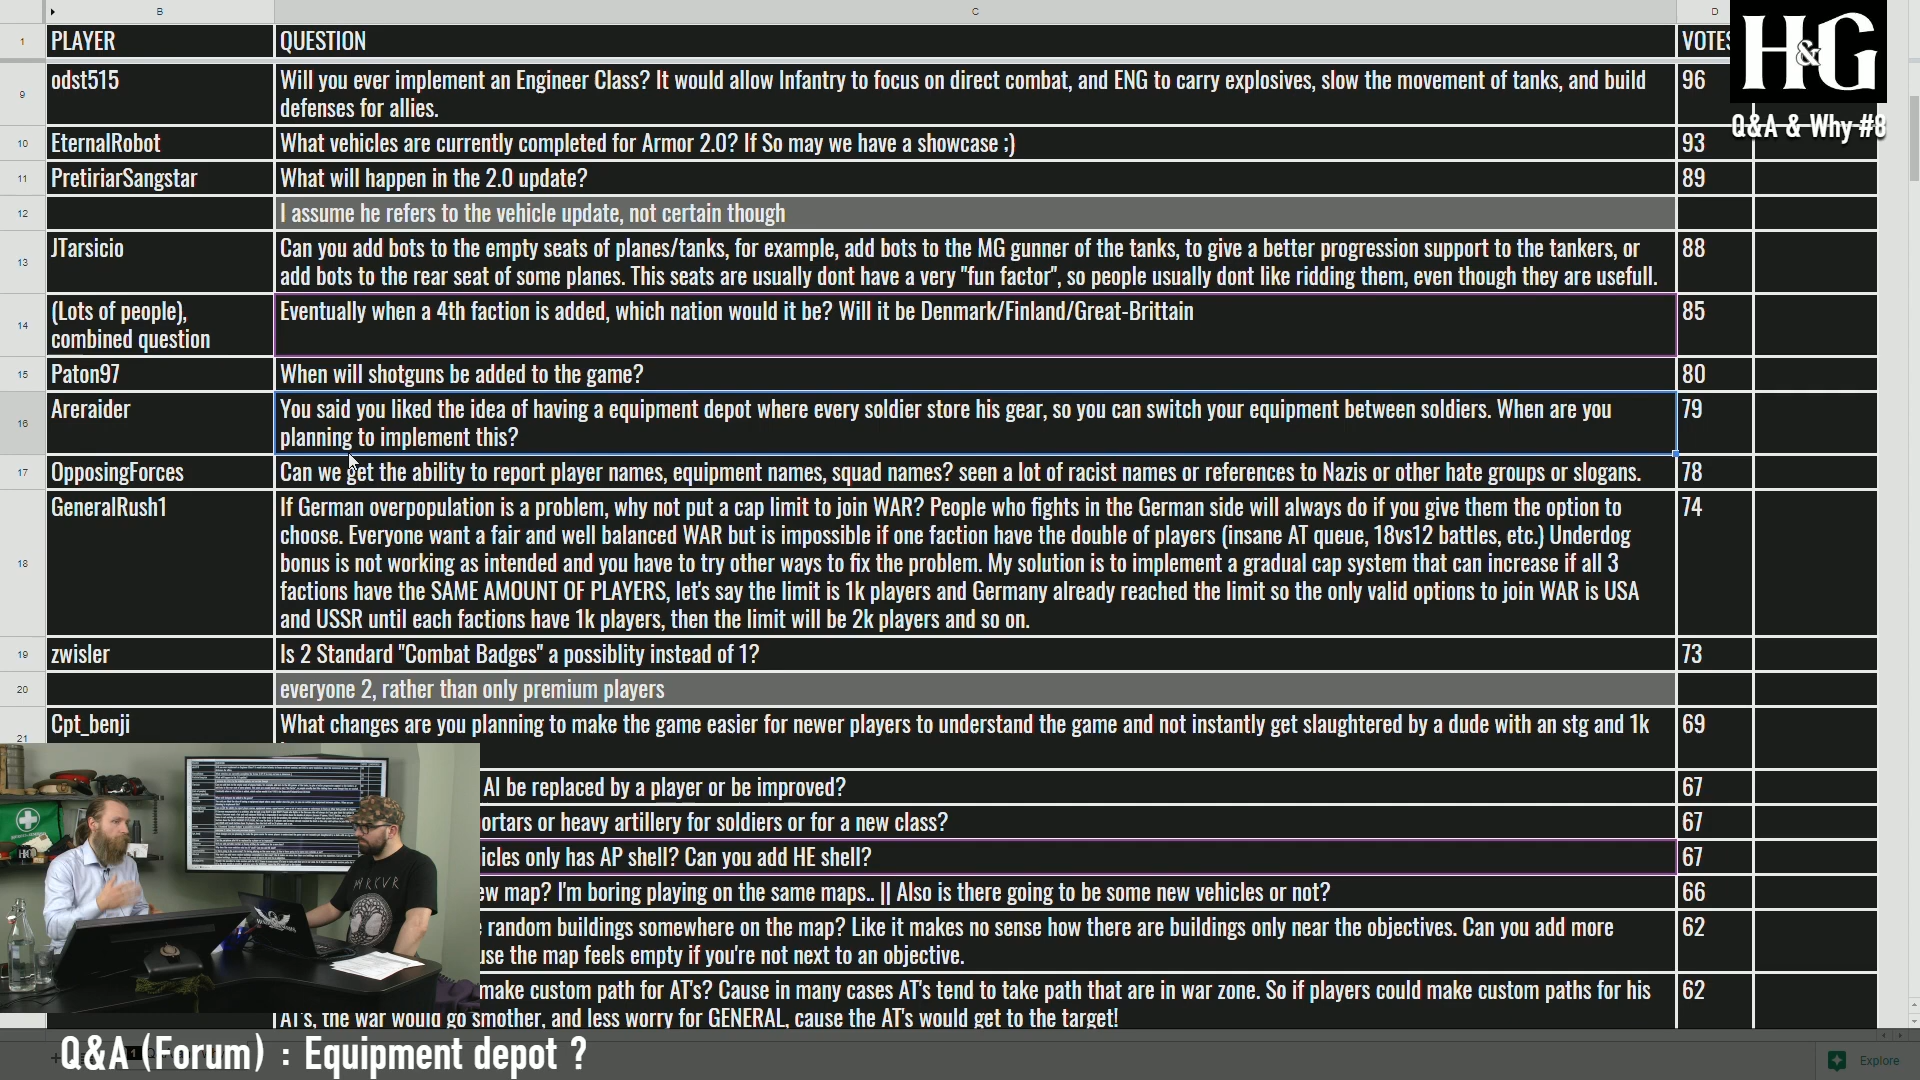 B
C
D
1
PLAYER
QUESTION
VOTES
H&G
Q&A & Why #8
9
odst515
Will you ever implement an Engineer Class? It would allow Infantry to focus on direct combat, and ENG to carry explosives, slow the movement of tanks, and build
defenses for allies.
96
10
EternalRobot
What vehicles are currently completed for Armor 2.0? If So may we have a showcase ;)
93
11
PretiriarSangstar
What will happen in the 2.0 update?
89
12
I assume he refers to the vehicle update, not certain though
13
JTarsicio
Can you add bots to the empty seats of planes/tanks, for example, add bots to the MG gunner of the tanks, to give a better progression support to the tankers, or
add bots to the rear seat of some planes. This seats are usually dont have a very "fun factor", so people usually dont like ridding them, even though they are usefull.
88
14
(Lots of people),
combined question
Eventually when a 4th faction is added, which nation would it be? Will it be Denmark/Finland/Great-Brittain
85
15
Paton97
When will shotguns be added to the game?
80
16
Areraider
You said you liked the idea of having a equipment depot where every soldier store his gear, so you can switch your equipment between soldiers. When are you
planning to implement this?
79
17
OpposingForces
Can we get the ability to report player names, equipment names, squad names? seen a lot of racist names or references to Nazis or other hate groups or slogans.
78
18
GeneralRush1
If German overpopulation is a problem, why not put a cap limit to join WAR? People who fights in the German side will always do if you give them the option to
choose. Everyone want a fair and well balanced WAR but is impossible if one faction have the double of players (insane AT queue, 18vs12 battles, etc.) Underdog
bonus is not working as intended and you have to try other ways to fix the problem. My solution is to implement a gradual cap system that can increase if all 3
factions have the SAME AMOUNT OF PLAYERS, let's say the limit is 1k players and Germany already reached the limit so the only valid options to join WAR is USA
and USSR until each factions have 1k players, then the limit will be 2k players and so on.
74
19
zwisler
Is 2 Standard "Combat Badges" a possiblity instead of 1?
73
20
everyone 2, rather than only premium players
21
Cpt_benji
What changes are you planning to make the game easier for newer players to understand the game and not instantly get slaughtered by a dude with an stg and 1k
69
AI be replaced by a player or be improved?
67
ortars or heavy artillery for soldiers or for a new class?
67
icles only has AP shell? Can you add HE shell?
67
ew map? I'm boring playing on the same maps.. || Also is there going to be some new vehicles or not?
66
random buildings somewhere on the map? Like it makes no sense how there are buildings only near the objectives. Can you add more
use the map feels empty if you're not next to an objective.
62
make custom path for AT's? Cause in many cases AT's tend to take path that are in war zone. So if players could make custom paths for his
AT's, the war would go smother, and less worry for GENERAL, cause the AT's would get to the target!
62
MYRKUR
Q&A (Forum) : Equipment depot ?
Explore